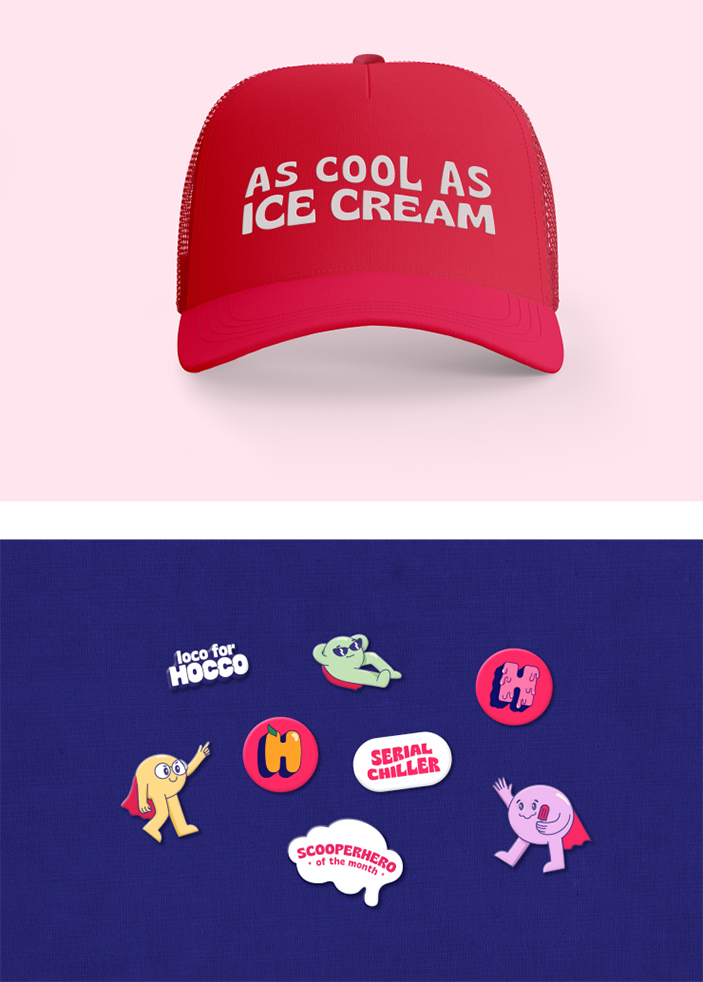 AS COOL AS
ICE CREAM
loco for
HOCCO
H
H
SERIAL
CHILLER
SCOOPERHERO
• of the month •